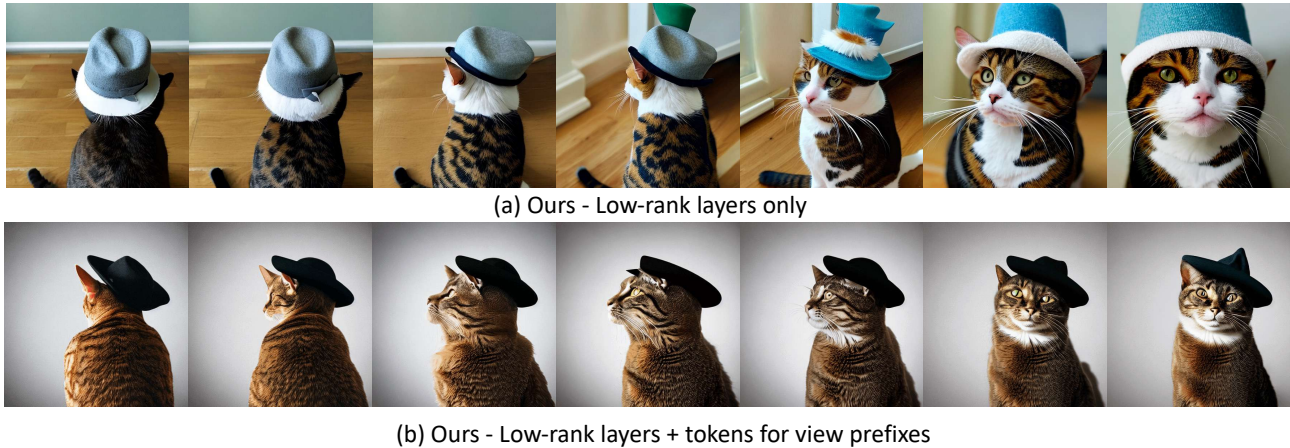 (a) Ours - Low-rank layers only
(b) Ours - Low-rank layers + tokens for view prefixes